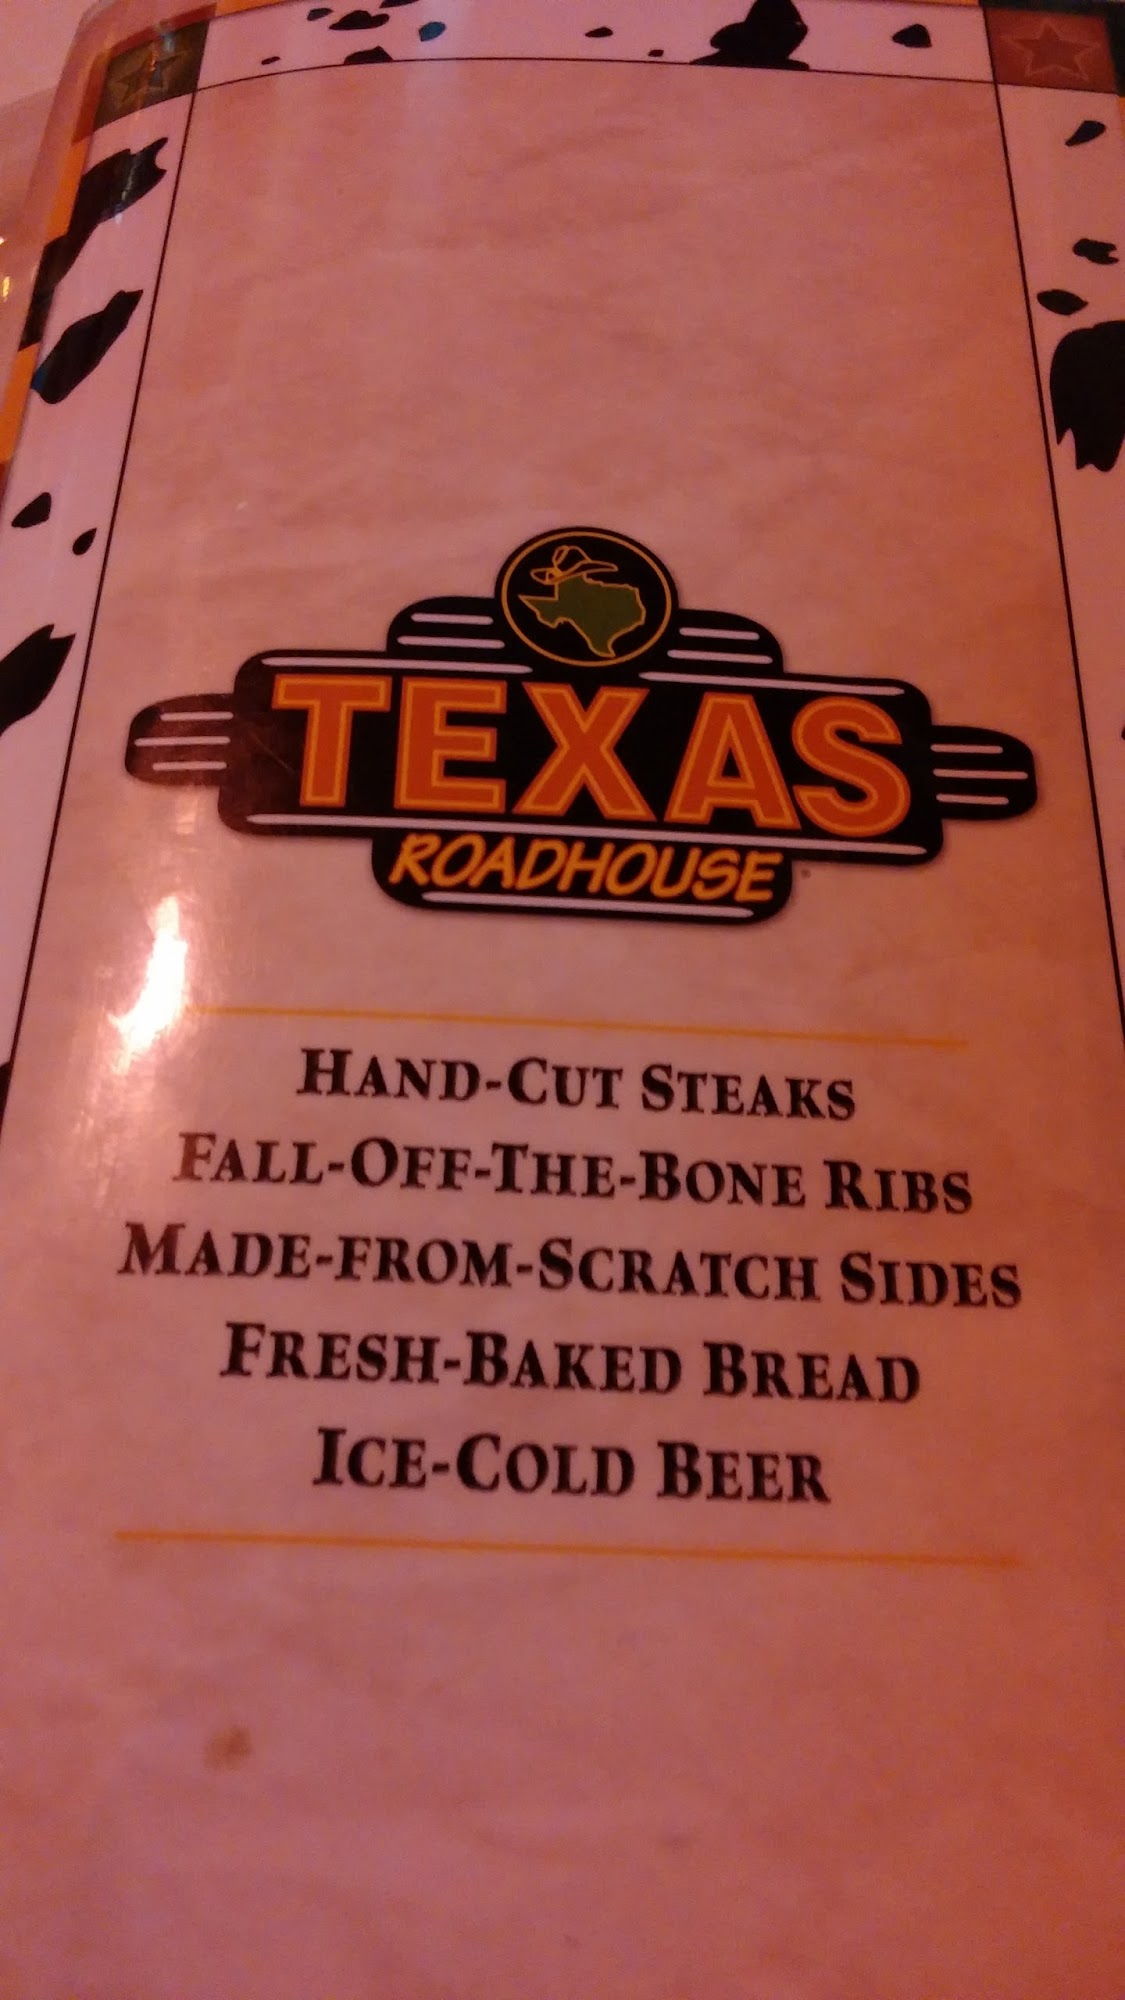 TEXAS
ROADHOUSE
HAND-CUT STEAKS
FALL-OFF-THE-BONE RIBS
MADE-FROM-SCRATCH SIDES
FRESH-BAKED BREAD
ICE-COLD BEER